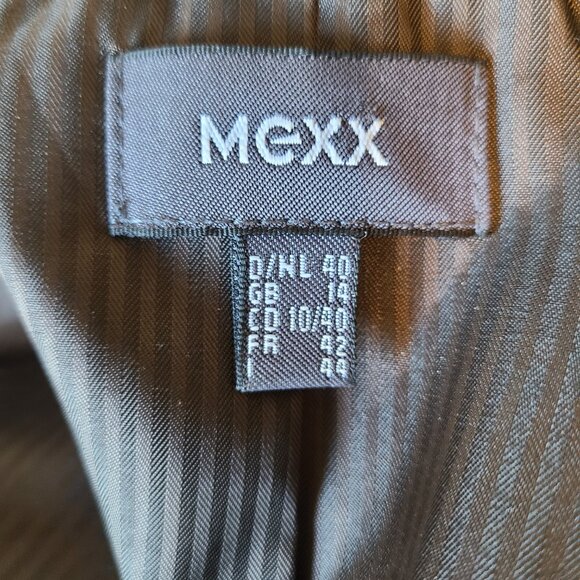 Mexx
D/NL 40
GB 14
CD 10/40
FR 42
I 44